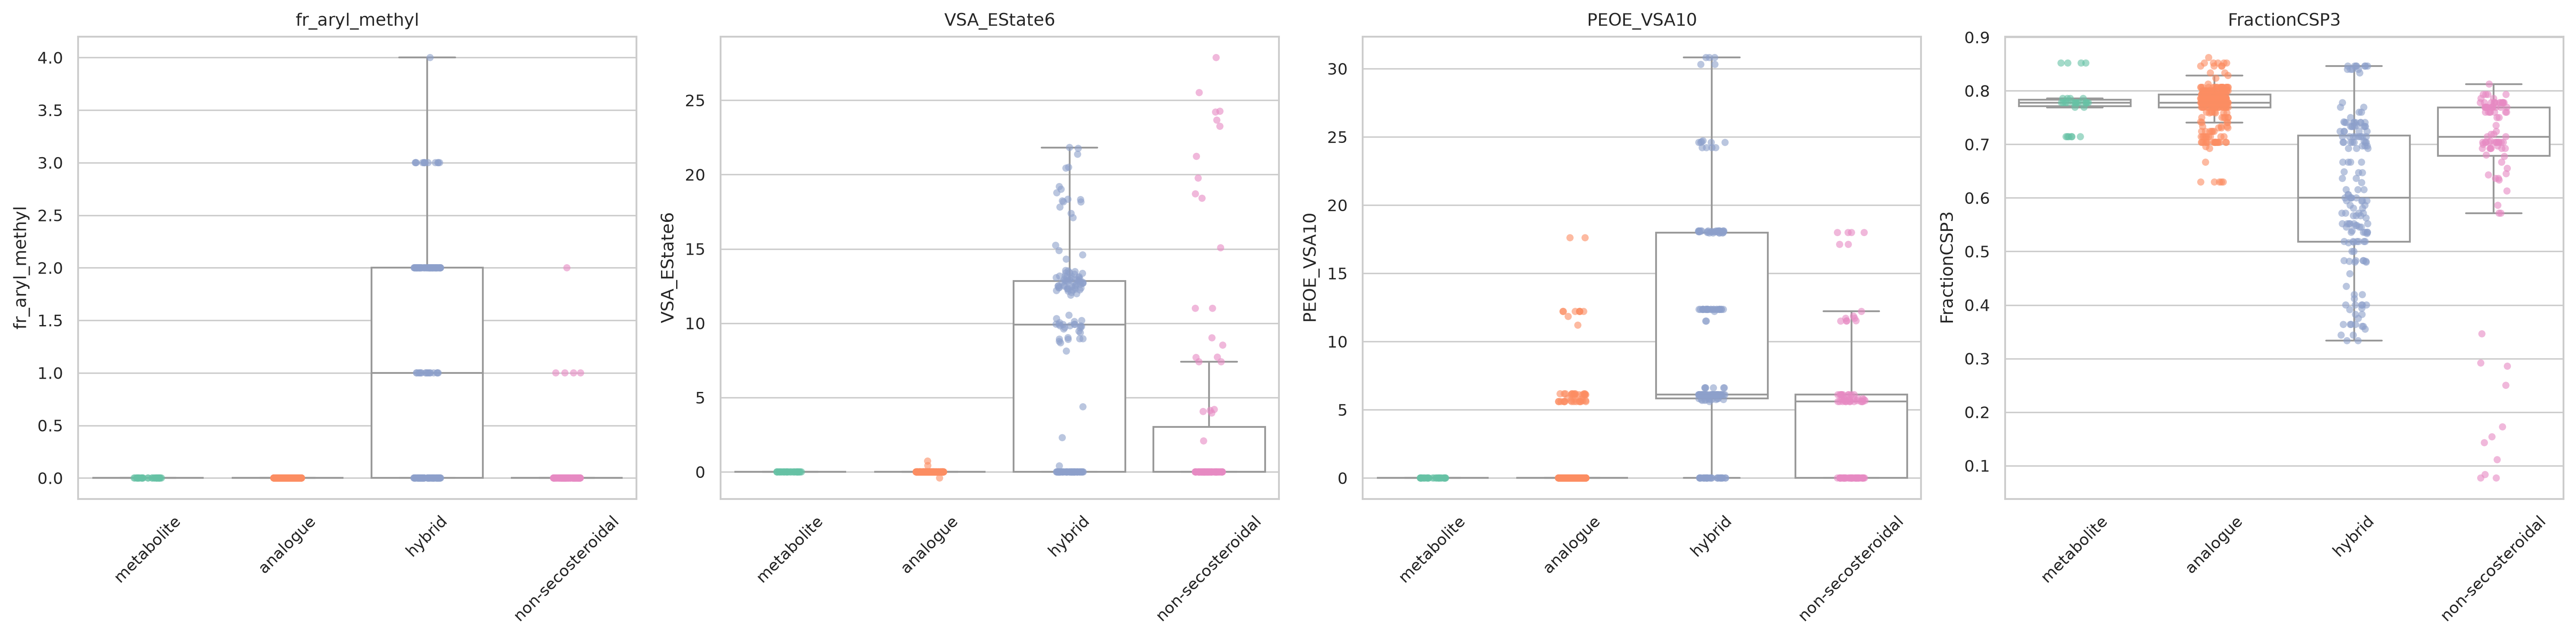 fr_aryl_methyl
fr_aryl_methyl
4.0
3.5
3.0
2.5
2.0
1.5
1.0
0.5
0.0
metabolite
analogue
hybrid
non-secosteroidal
VSA_EState6
VSA_EState6
25
20
15
10
5
0
metabolite
analogue
hybrid
non-secosteroidal
PEOE_VSA10
PEOE_VSA10
30
25
20
15
10
5
0
metabolite
analogue
hybrid
non-secosteroidal
FractionCSP3
FractionCSP3
0.9
0.8
0.7
0.6
0.5
0.4
0.3
0.2
0.1
metabolite
analogue
hybrid
non-secosteroidal